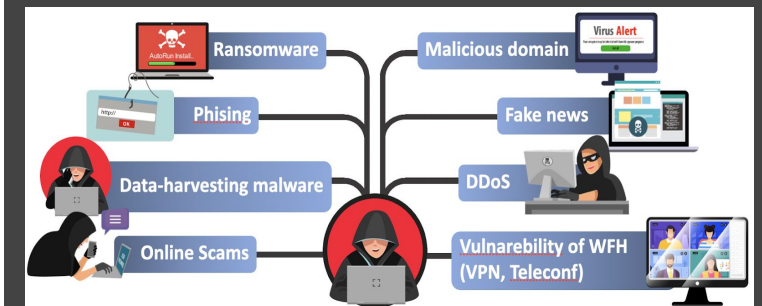 AutoRun Install..
Ransomware
http://
OK
Phising
Data-harvesting malware
Online Scams
Malicious domain
Virus Alert
Fake news
DDoS
Vulnarebility of WFH
(VPN, Teleconf)